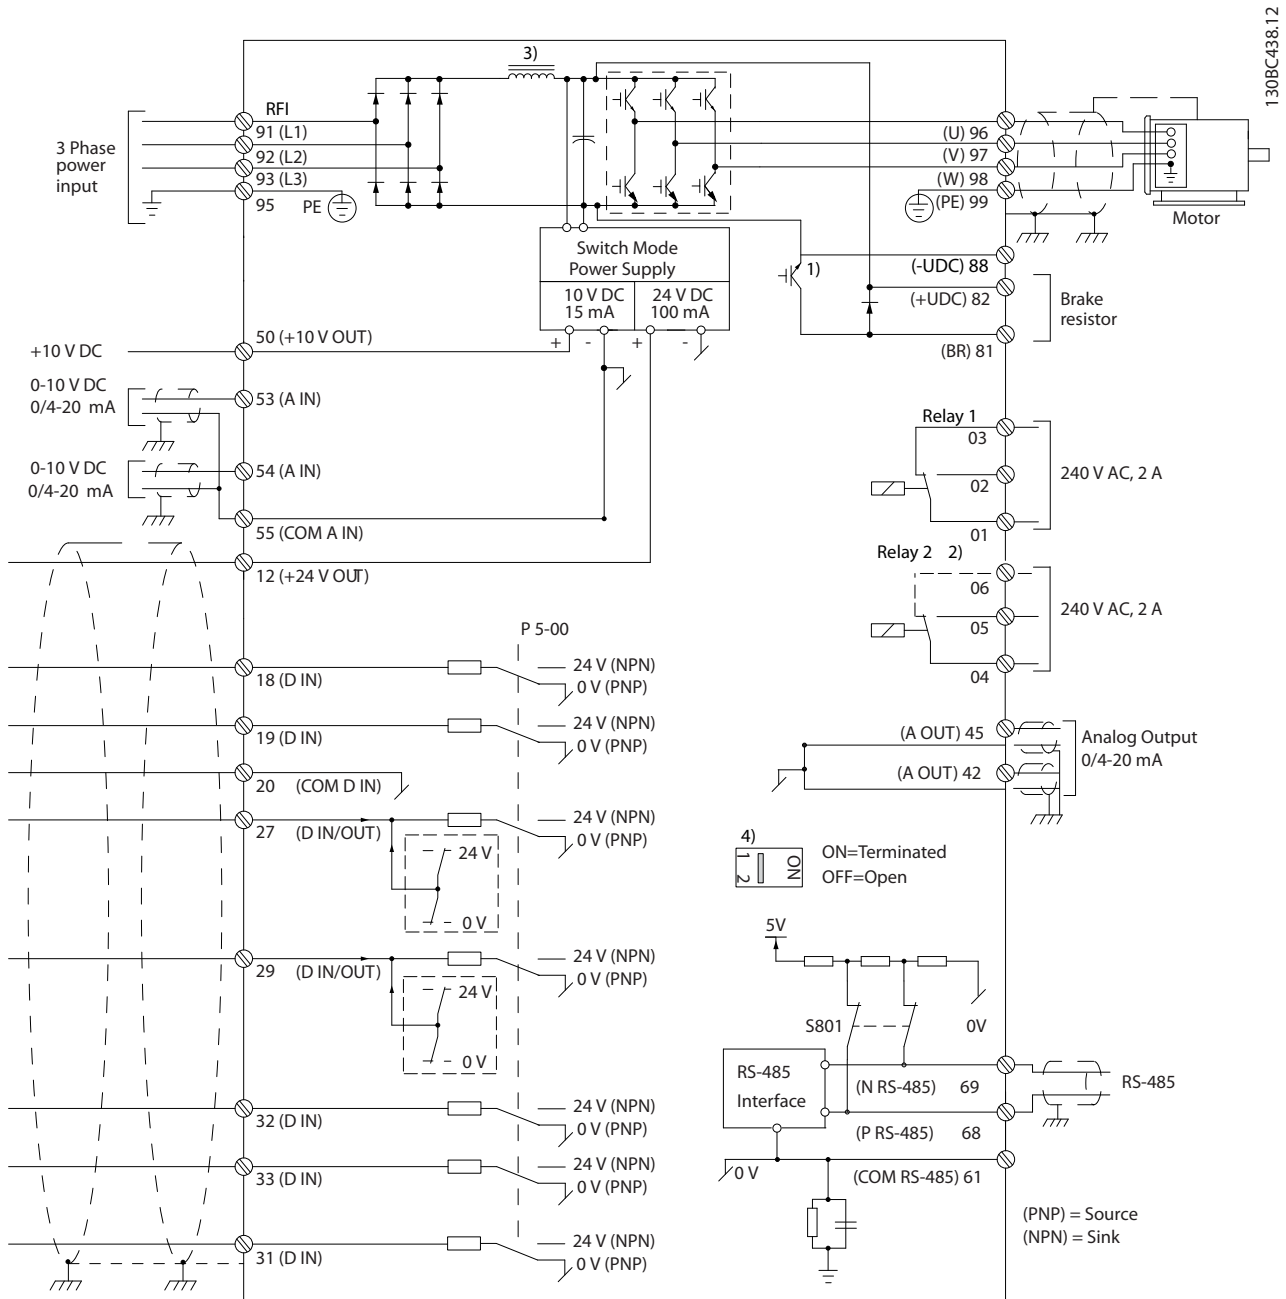 130BC438.12
3)
RFI
91 (L1)
92 (L2)
93 (L3)
95
PE
3 Phase
power
input
(U) 96
(V) 97
(W) 98
(PE) 99
Motor
Switch Mode
Power Supply
10 V DC
15 mA
24 V DC
100 mA
+ - + -
1)
(-UDC) 88
(+UDC) 82
(BR) 81
Brake
resistor
+10 V DC
50 (+10 V OUT)
0-10 V DC
0/4-20 mA
53 (A IN)
0-10 V DC
0/4-20 mA
54 (A IN)
55 (COM A IN)
12 (+24 V OUT)
Relay 1
03
02
01
240 V AC, 2 A
Relay 2 2)
06
05
04
240 V AC, 2 A
P 5-00
18 (D IN)
24 V (NPN)
0 V (PNP)
19 (D IN)
24 V (NPN)
0 V (PNP)
20 (COM D IN)
27 (D IN/OUT)
24 V (NPN)
0 V (PNP)
24 V
0 V
29 (D IN/OUT)
24 V (NPN)
0 V (PNP)
24 V
0 V
32 (D IN)
24 V (NPN)
0 V (PNP)
33 (D IN)
24 V (NPN)
0 V (PNP)
31 (D IN)
24 V (NPN)
0 V (PNP)
(A OUT) 45
(A OUT) 42
Analog Output
0/4-20 mA
4)
1 2
ON
ON=Terminated
OFF=Open
5V
S801
0V
RS-485
Interface
(N RS-485) 69
(P RS-485) 68
RS-485
0 V
(COM RS-485) 61
(PNP) = Source
(NPN) = Sink